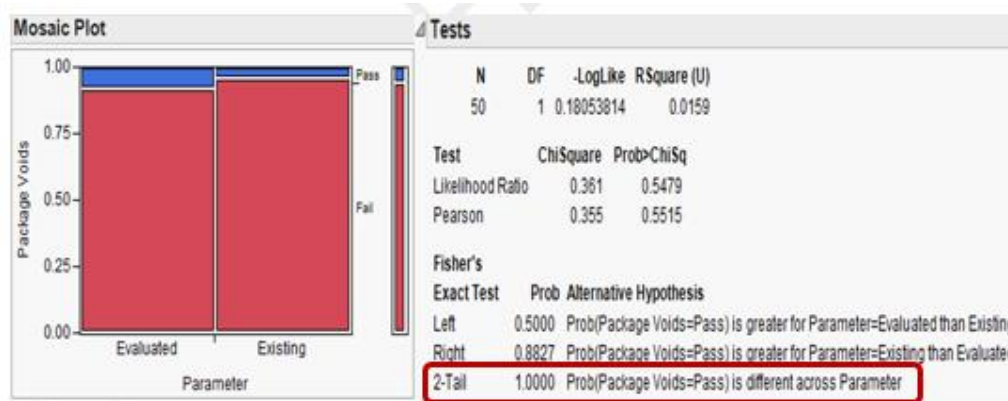 Mosaic Plot
1.00
0.75
0.50
0.25
0.00
Package Voids
Pass
Fail
Evaluated Existing
Parameter
Tests
N DF -LogLike RSquare (U)
50 1 0.18053814 0.0159
Test ChiSquare Prob>ChiSq
Likelihood Ratio 0.361 0.5479
Pearson 0.355 0.5515
Fisher's
Exact Test Prob Alternative Hypothesis
Left 0.5000 Prob(Package Voids=Pass) is greater for Parameter=Evaluated than Existing
Right 0.8827 Prob(Package Voids=Pass) is greater for Parameter=Existing than Evaluate
2-Tail 1.0000 Prob(Package Voids=Pass) is different across Parameter